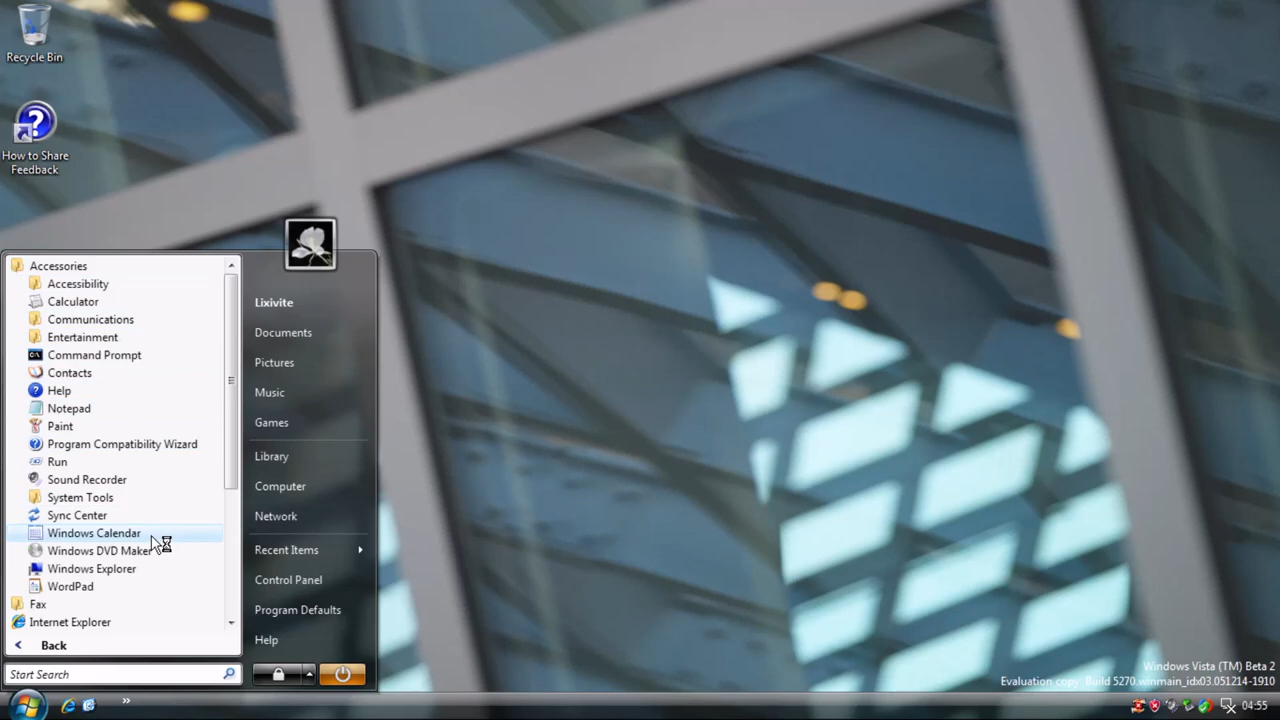 Recycle Bin
How to Share
Feedback
Accessories
Accessibility
Calculator
Communications
Entertainment
Command Prompt
Contacts
Help
Notepad
Paint
Program Compatibility Wizard
Run
Sound Recorder
System Tools
Sync Center
Windows Calendar
Windows DVD Maker
Windows Explorer
WordPad
Fax
Internet Explorer
Back
Start Search
Lixivite
Documents
Pictures
Music
Games
Library
Computer
Network
Recent Items
Control Panel
Program Defaults
Help
Windows Vista (TM) Beta 2
Evaluation copy. Build 5270.winmain_idx03.051214-1910
04:55